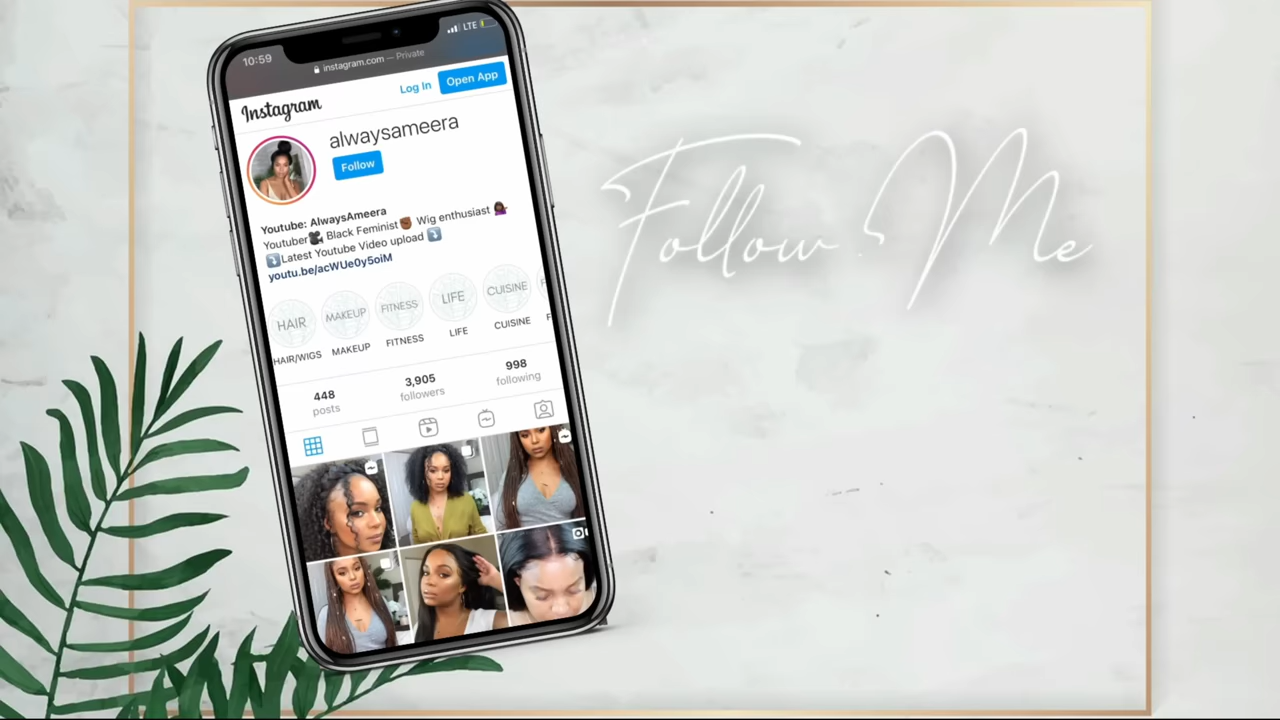 10:59
LTE
instagram.com — Private
Instagram
Log In
Open App
alwaysameera
Follow
Youtube: AlwaysAmeera
Youtuber🎥 Black Feminist✊🏾 Wig enthusiast 💁🏾‍♀️
⤵️Latest Youtube Video upload ⤵️
youtu.be/acWUe0y5oiM
HAIR
MAKEUP
FITNESS
LIFE
CUISINE
F
HAIR/WIGS
MAKEUP
FITNESS
LIFE
CUISINE
F
448
posts
3,905
followers
998
following
Follow Me